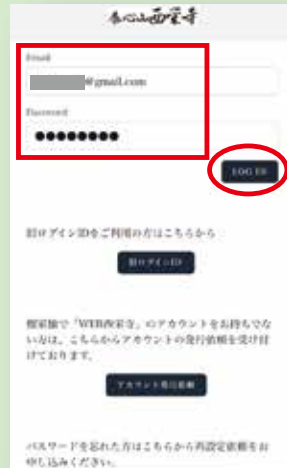 Email
@gmail.com
Password
LOG IN
旧ログインIDをご利用の方はこちらから
旧ログインID
檀家様で「WEB西栄寺」のアカウントをお持ちでな
い方は、こちらからアカウントの発行依頼を受け付
けております。
アカウント発行依頼
パスワードを忘れた方はこちらから再設定依頼をお
申し込みください。